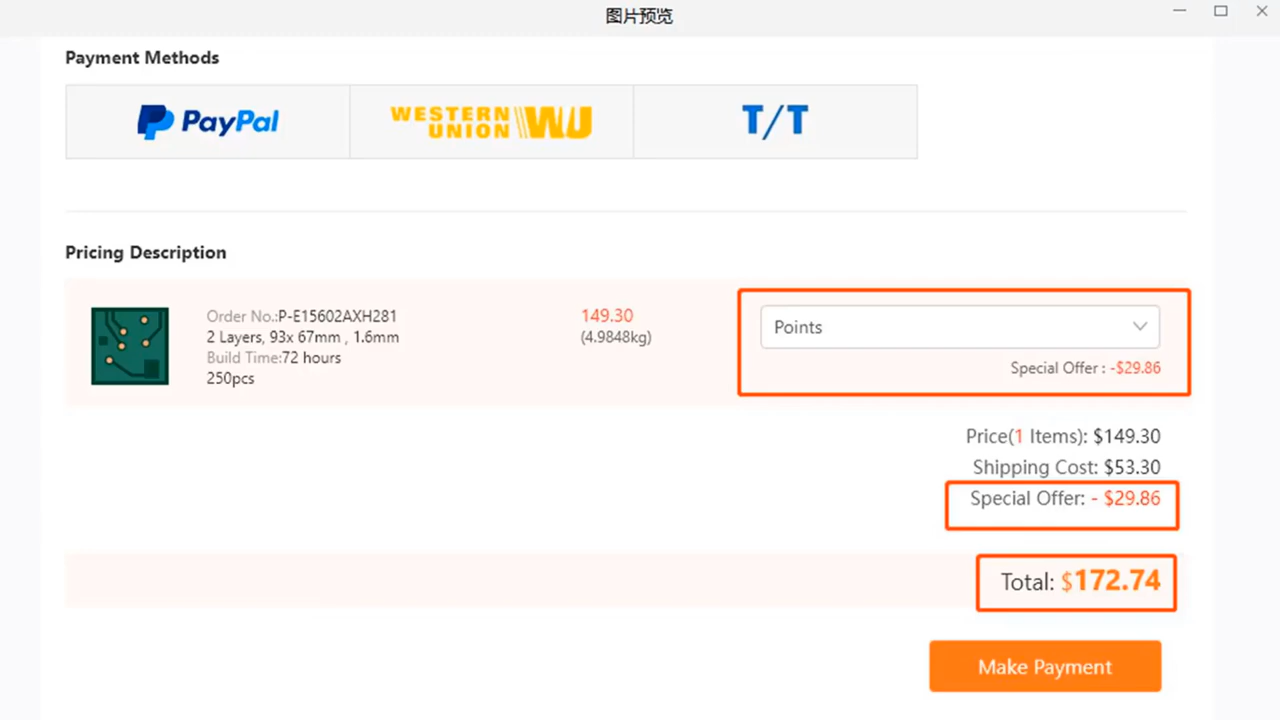 图片预览
Payment Methods
PayPal
WESTERN UNION WU
T/T
Pricing Description
Order No.:P-E15602AXH281
2 Layers, 93x 67mm , 1.6mm
Build Time:72 hours
250pcs
149.30
(4.9848kg)
Points
Special Offer : -$29.86
Price(1 Items): $149.30
Shipping Cost: $53.30
Special Offer: - $29.86
Total: $172.74
Make Payment